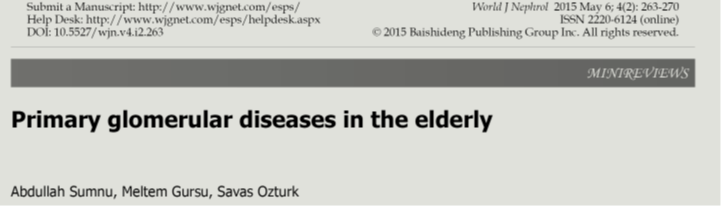 Submit a Manuscript: http://www.wjgnet.com/esps/
Help Desk: http://www.wjgnet.com/esps/helpdesk.aspx
DOI: 10.5527/wjn.v4.i2.263
World J Nephrol 2015 May 6; 4(2): 263-270
ISSN 2220-6124 (online)
© 2015 Baishideng Publishing Group Inc. All rights reserved.
MINIREVIEWS
Primary glomerular diseases in the elderly
Abdullah Sumnu, Meltem Gursu, Savas Ozturk